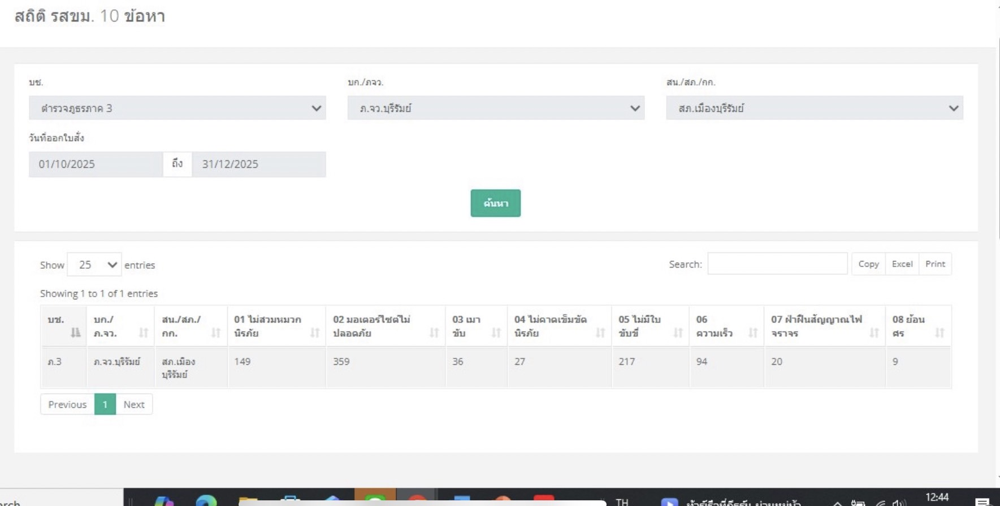 สถิติ รสขม. 10 ข้อหา
บช.
บก./ภจว.
สน./สภ./กก.
ตำรวจภูธรภาค 3
ภ.จว.บุรีรัมย์
สภ.เมืองบุรีรัมย์
วันที่ออกใบสั่ง
01/10/2025 ถึง 31/12/2025
ค้นหา
Show 25 entries
Search:
Copy Excel Print
Showing 1 to 1 of 1 entries
บช. บก./ภ.จว. สน./สภ./กก. 01 ไม่สวมหมวกนิรภัย 02 มอเตอร์ไซต์ไม่ปลอดภัย 03 เมาขับ 04 ไม่คาดเข็มขัดนิรภัย 05 ไม่มีใบขับขี่ 06 ความเร็ว 07 ฝ่าฝืนสัญญาณไฟจราจร 08 ย้อนศร
ภ.3 ภ.จว.บุรีรัมย์ สภ.เมืองบุรีรัมย์ 149 359 36 27 217 94 20 9
Previous 1 Next
TH
12:44